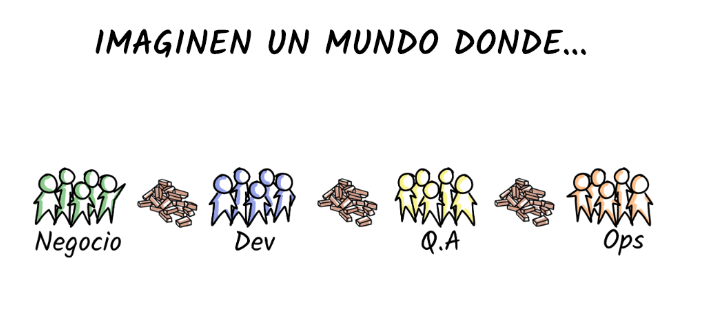 IMAGINEN UN MUNDO DONDE...
Negocio Dev Q.A Ops